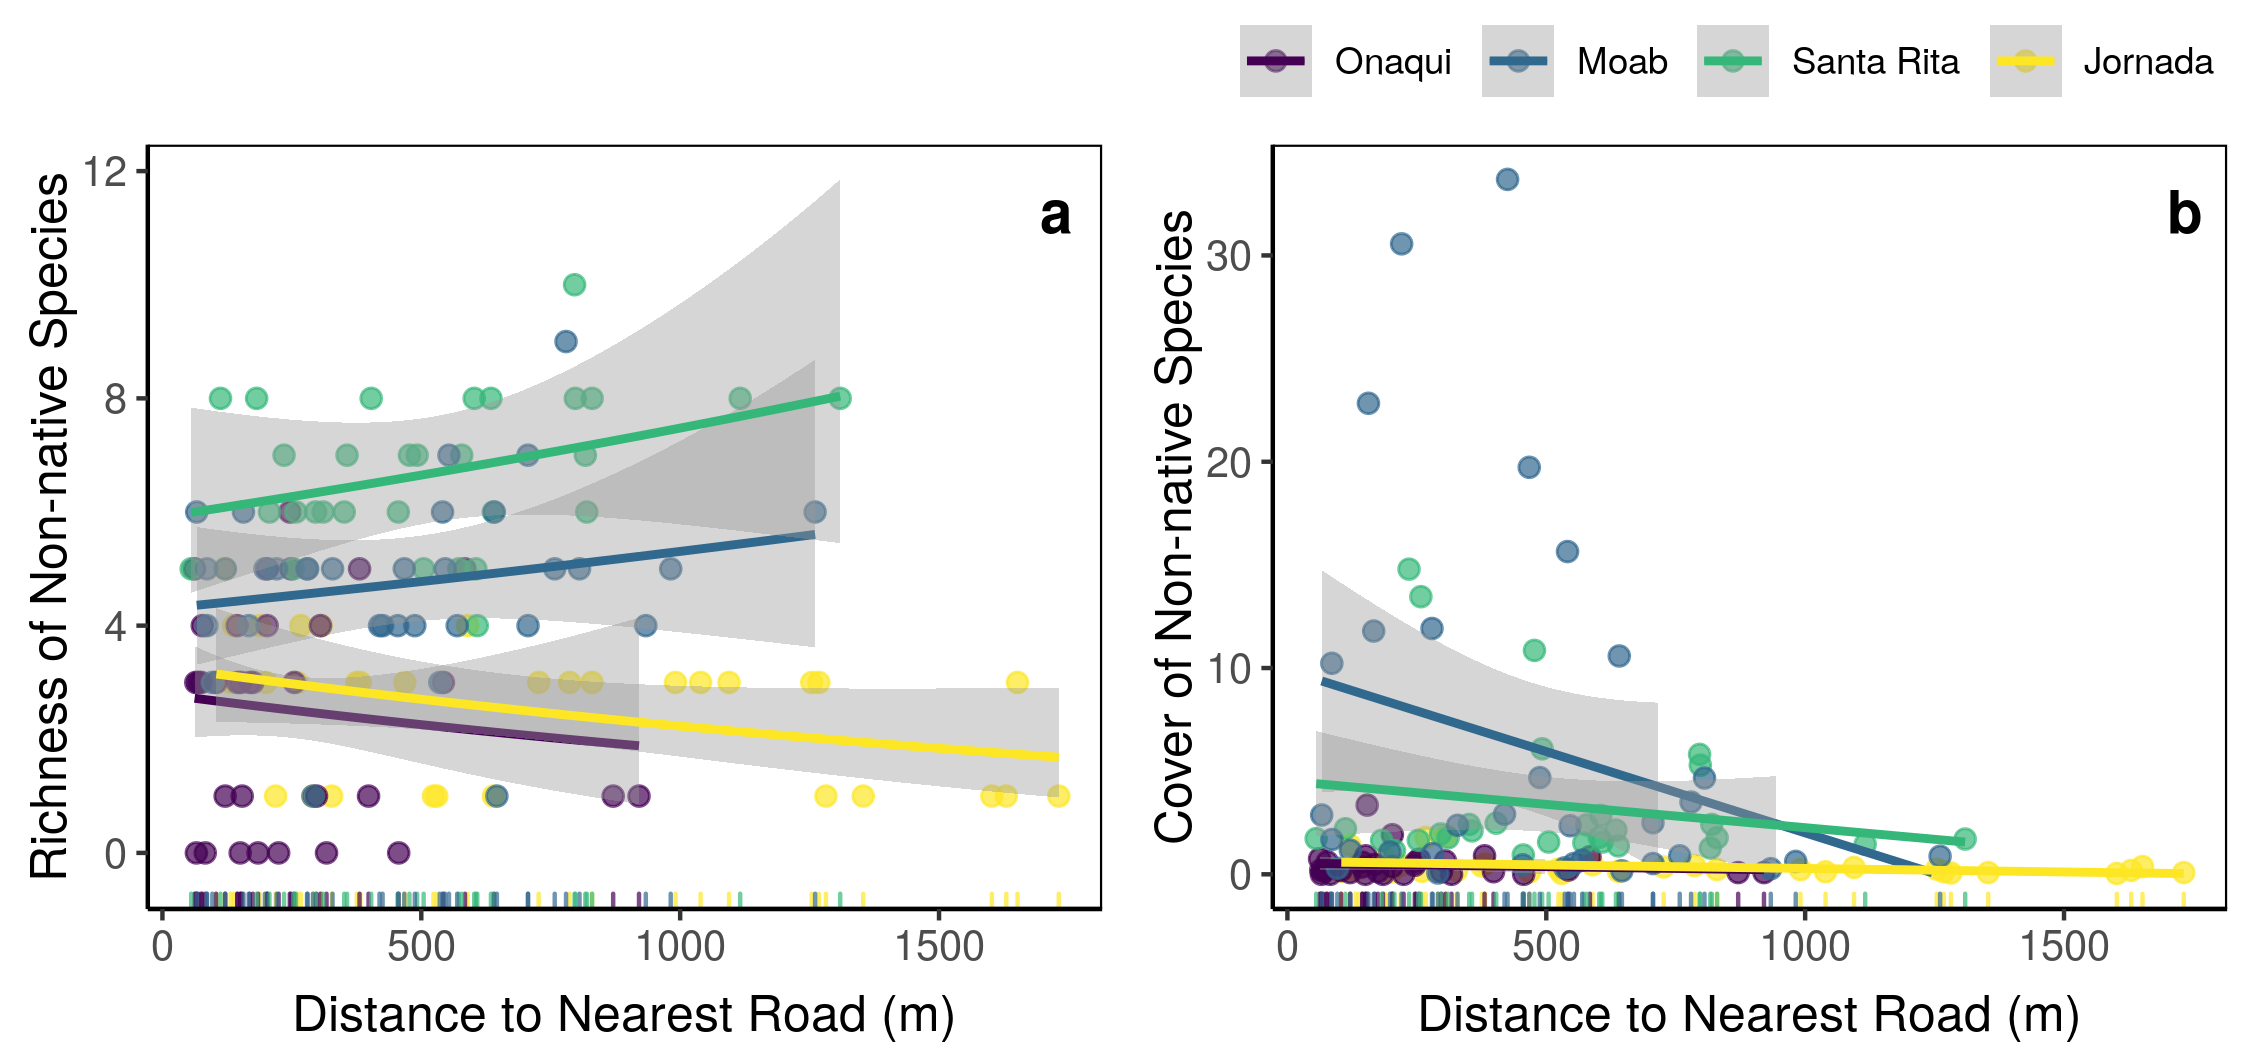 Onaqui Moab Santa Rita Jornada
a
b
Richness of Non-native Species
12
8
4
0
0 500 1000 1500
Distance to Nearest Road (m)
Cover of Non-native Species
30
20
10
0
0 500 1000 1500
Distance to Nearest Road (m)